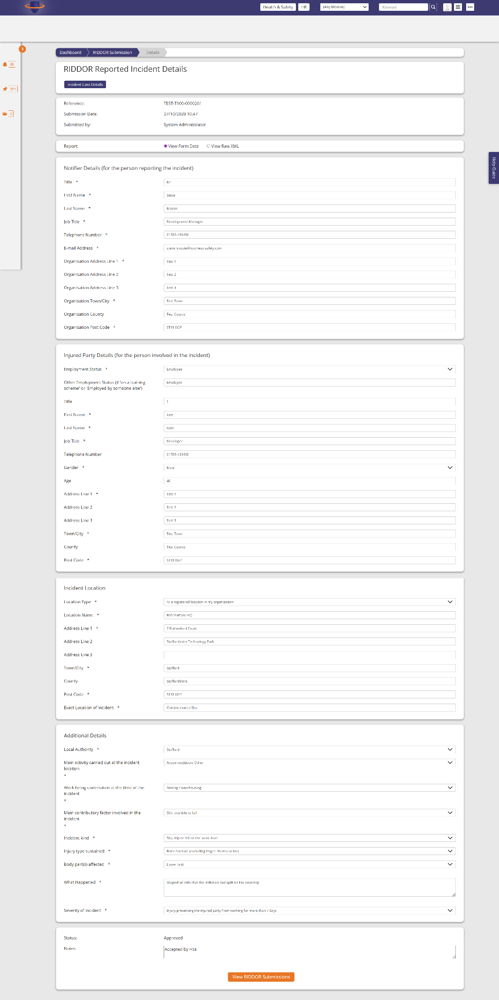 Health & Safety HR (Any Module) Keyword
49
99+
0
Dashboard RIDDOR Submission Details
RIDDOR Reported Incident Details
Incident Case Details
Reference: TEST-T100-0000261
Submission Date: 27/10/2020 10:47
Submitted by: System Administrator
Report: View Form Data View Raw XML
Help Guide
Notifier Details (for the person reporting the incident)
Title * Mr
First Name * Steve
Last Name * Massie
Job Title * Development Manager
Telephone Number * 01785 430430
E-mail Address * steve.massie@business-safety.com
Organisation Address Line 1 * Test 1
Organisation Address Line 2 Test 2
Organisation Address Line 3 Test 3
Organisation Town/City * Test Town
Organisation County Test County
Organisation Post Code * ST18 0GP
Injured Party Details (for the person involved in the incident)
Employment Status * Employee
Other Employment Status (if 'on a training Employee
scheme' or 'Employed by someone else')
Title 1
First Name * Test
Last Name * User
Job Title * Developer
Telephone Number 01785 430430
Gender * Male
Age 40
Address Line 1 * Test 1
Address Line 2 Test 2
Address Line 3 Test 3
Town/City * Test Town
County Test County
Post Code * ST18 0GP
Incident Location
Location Type * At a registered location in my organisation
Location Name * BSS Stafford HQ
Address Line 1 * 7 Rutherford Court
Address Line 2 Staffordshire Technology Park
Address Line 3
Town/City * Stafford
County Staffordshire
Post Code * ST18 0GP
Exact Location of Incident * Outside main office
Additional Details
Local Authority * Stafford
Main activity carried out at the incident Accommodation: Other
location
*
Work being undertaken at the time of the Storing / warehousing
incident
*
Main contributory factor involved in the Slip, stumble or fall
incident
*
Incident kind * Slip, trip or fell on the same level
Injury type sustained * Bone fracture (excluding finger, thumb or toe)
Body part(s) affected * Lower limb
What Happened * Slipped on milk that the milkman had spilt on the doorstep
Severity of incident * Injury preventing the injured party from working for more than 7 days
Status: Approved
Notes: Accepted by HSE
View RIDDOR Submissions